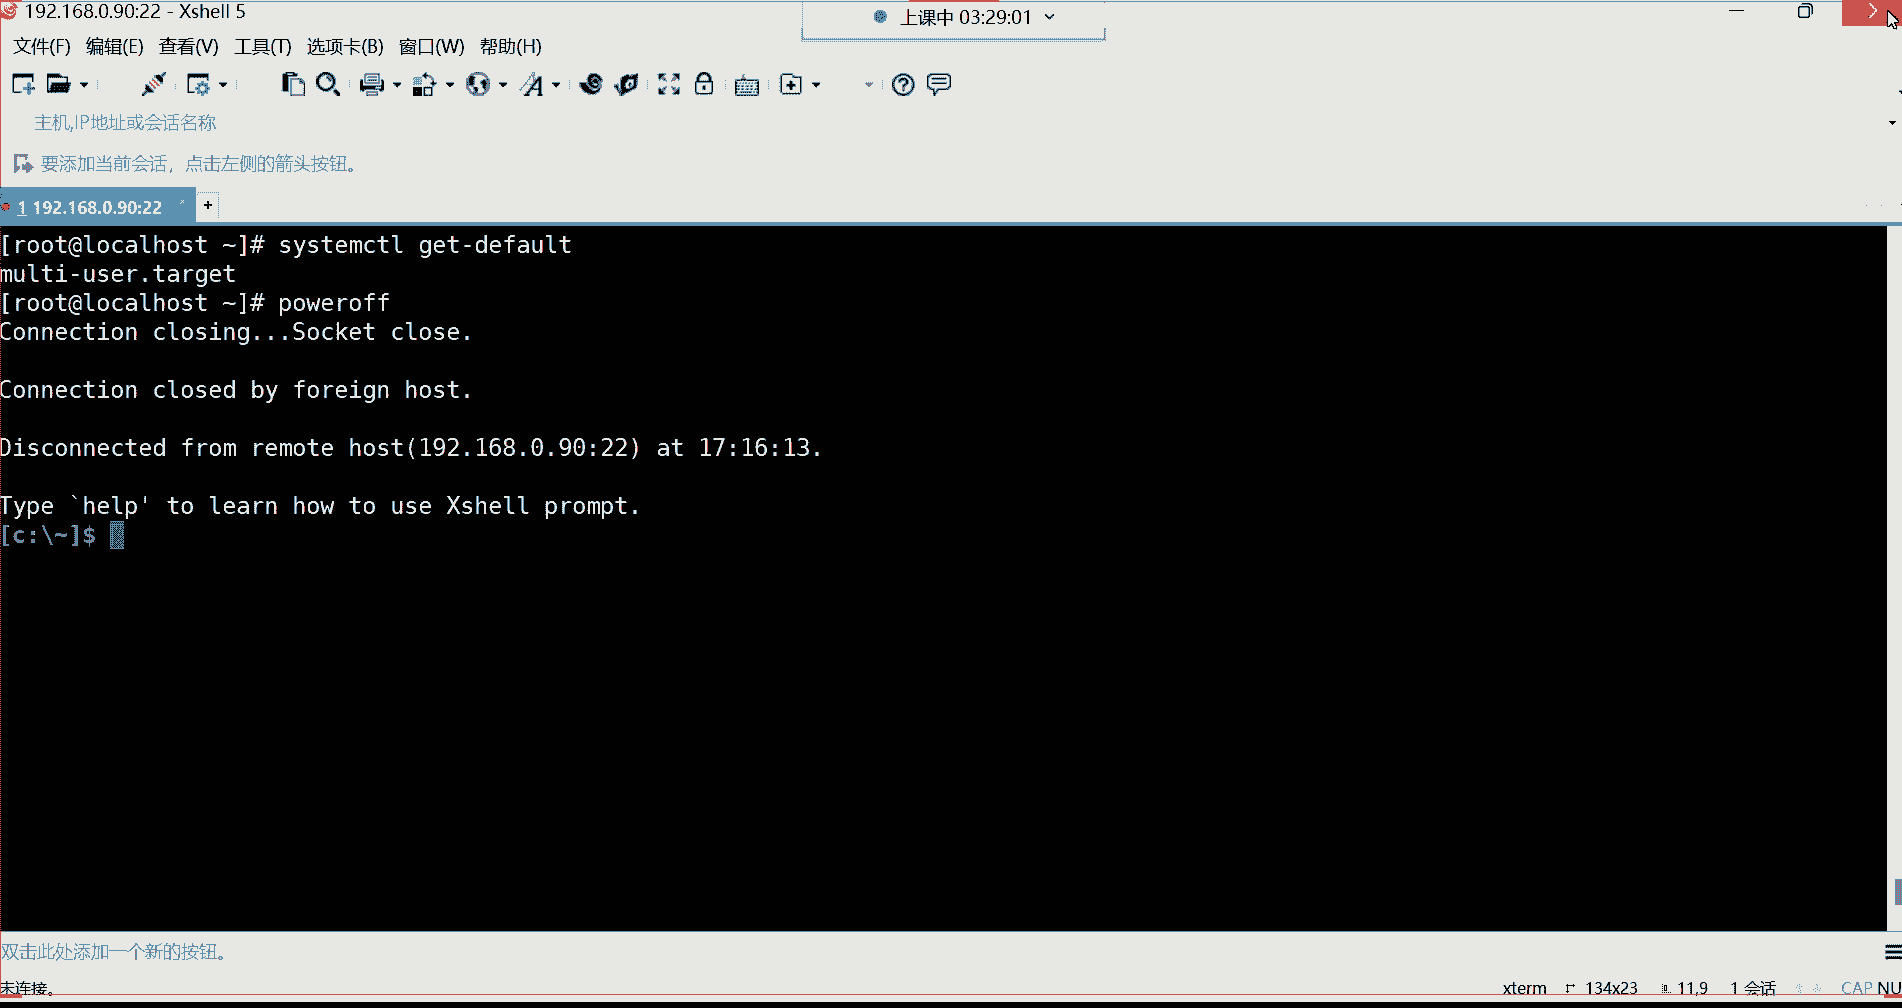 192.168.0.90:22 - Xshell 5
上课中 03:29:01
文件(F) 编辑(E) 查看(V) 工具(T) 选项卡(B) 窗口(W) 帮助(H)
主机,IP地址或会话名称
要添加当前会话，点击左侧的箭头按钮。
1 192.168.0.90:22
[root@localhost ~]# systemctl get-default
multi-user.target
[root@localhost ~]# poweroff
Connection closing...Socket close.
Connection closed by foreign host.
Disconnected from remote host(192.168.0.90:22) at 17:16:13.
Type `help' to learn how to use Xshell prompt.
[c:\~]$
双击此处添加一个新的按钮。
未连接。 xterm 134x23 11,9 1 会话 CAP NU